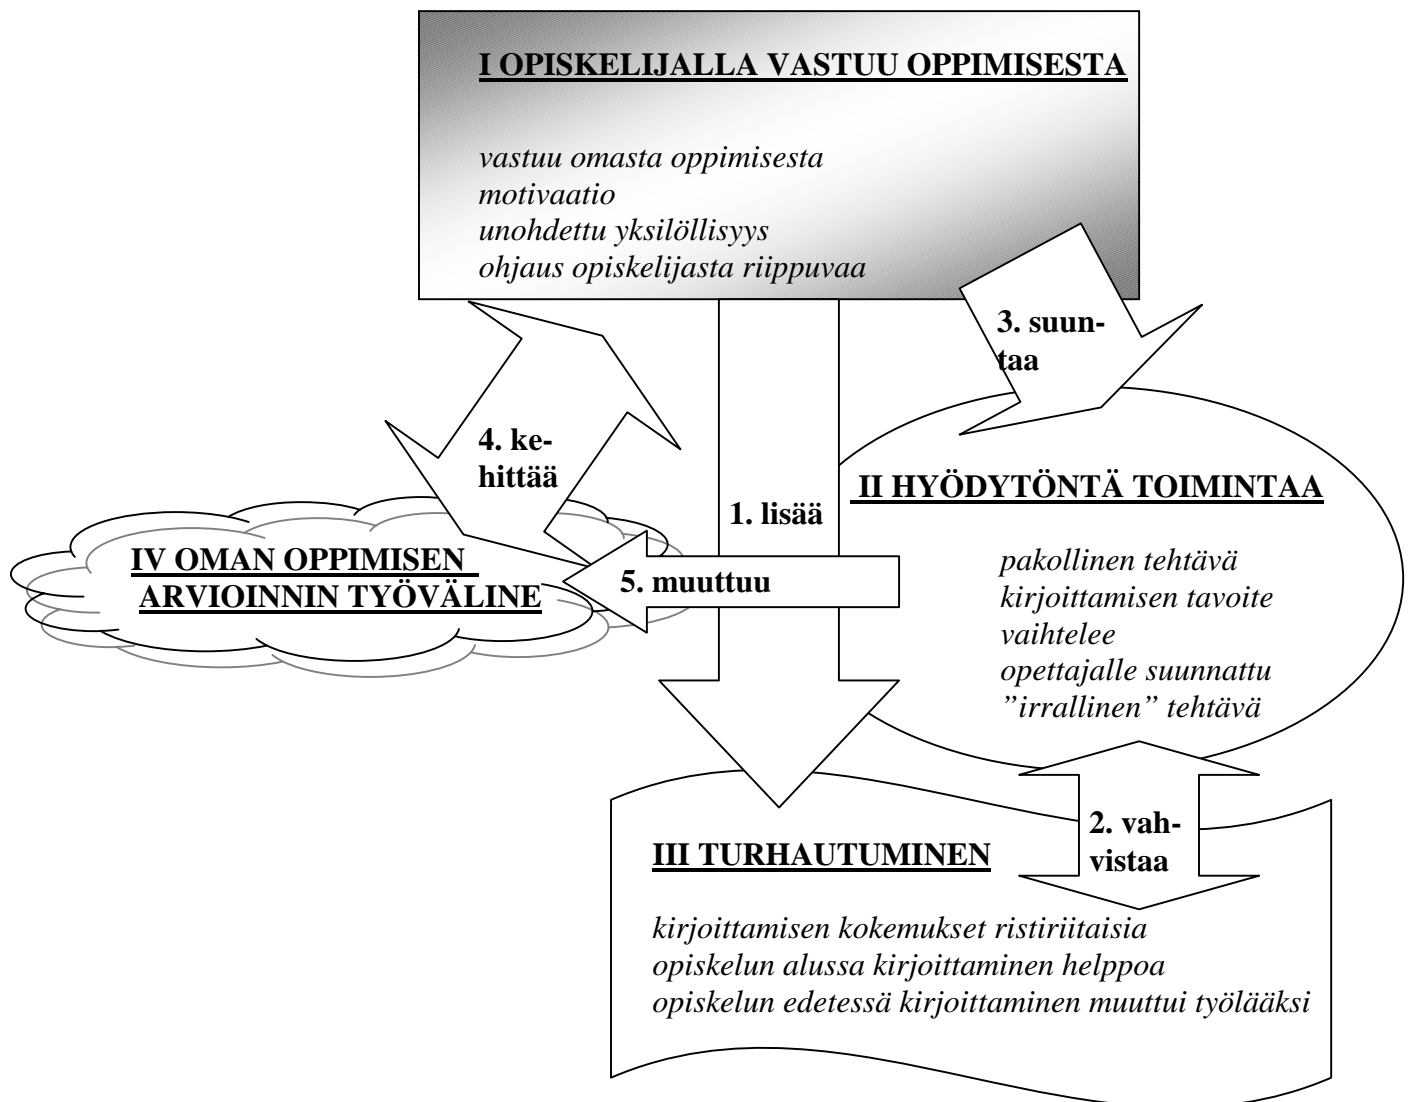 I OPISKELIJALLA VASTUU OPPIMISESTA
vastuu omasta oppimisesta
motivaatio
unohdettu yksilöllisyys
ohjaus opiskelijasta riippuvaa
3. suun-
taa
4. ke-
hittää
1. lisää
II HYÖDYTÖNTÄ TOIMINTAA
pakollinen tehtävä
kirjoittamisen tavoite
vaihtelee
opettajalle suunnattu
”irrallinen” tehtävä
IV OMAN OPPIMISEN
ARVIOINNIN TYÖVÄLINE
5. muuttuu
2. vah-
vistaa
III TURHAUTUMINEN
kirjoittamisen kokemukset ristiriitaisia
opiskelun alussa kirjoittaminen helppoa
opiskelun edetessä kirjoittaminen muuttui työlääksi